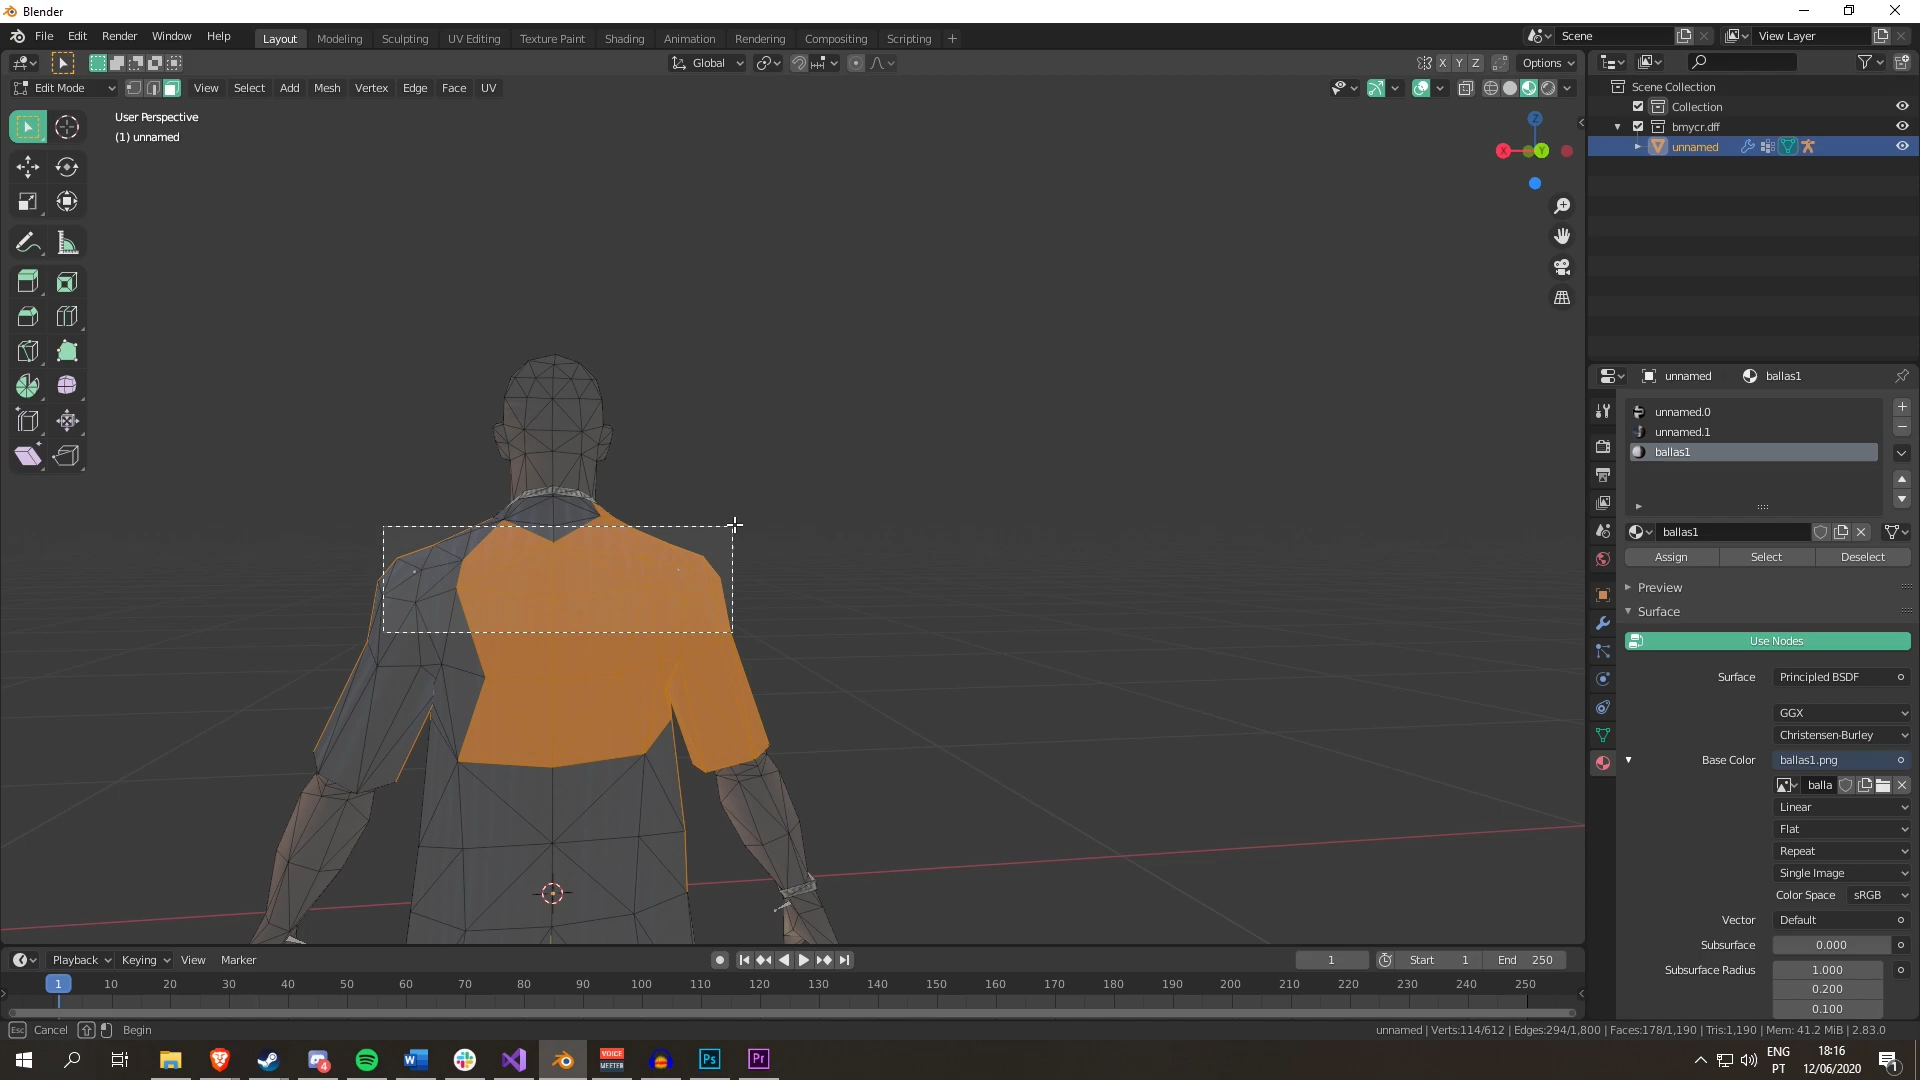 Blender
File Edit Render Window Help
Layout Modeling Sculpting UV Editing Texture Paint Shading Animation Rendering Compositing Scripting
Scene
View Layer
Global
X Y Z Options
Edit Mode
View Select Add Mesh Vertex Edge Face UV
User Perspective
(1) unnamed
Z
X
Y
Scene Collection
Collection
bmycr.dff
unnamed
unnamed
ballas1
unnamed.0
unnamed.1
ballas1
ballas1
Assign Select Deselect
Preview
Surface
Use Nodes
Surface Principled BSDF
GGX
Christensen-Burley
Base Color ballas1.png
balla
Linear
Flat
Repeat
Single Image
Color Space sRGB
Vector Default
Subsurface 0.000
Subsurface Radius 1.000
0.200
0.100
Playback Keying View Marker
1
Start 1
End 250
1 10 20 30 40 50 60 70 80 90 100 110 120 130 140 150 160 170 180 190 200 210 220 230 240 250
Esc Cancel Begin
unnamed | Verts:114/612 | Edges:294/1,800 | Faces:178/1,190 | Tris:1,190 | Mem: 41.2 MiB | 2.83.0
4
W
VOICE
MEETER
Ps
Pr
ENG
PT
18:16
12/06/2020
1